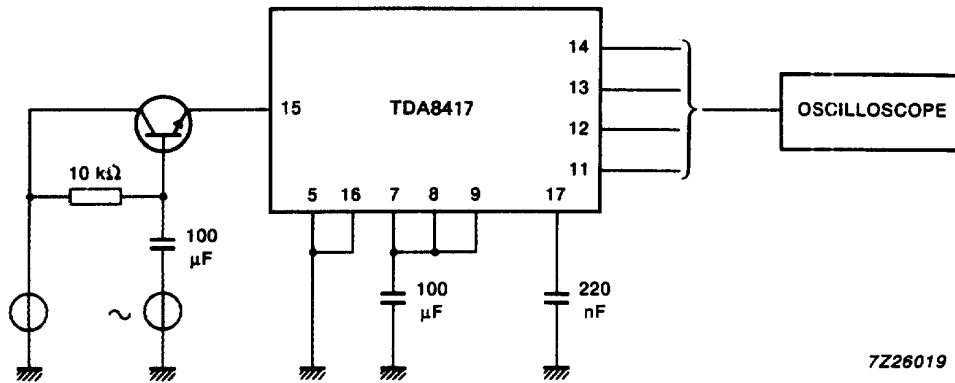 14
13
15
TDA8417
OSCILLOSCOPE
12
11
10 kΩ
5
16
7
8
9
17
100
μF
∼
100
μF
220
nF
7Z26019